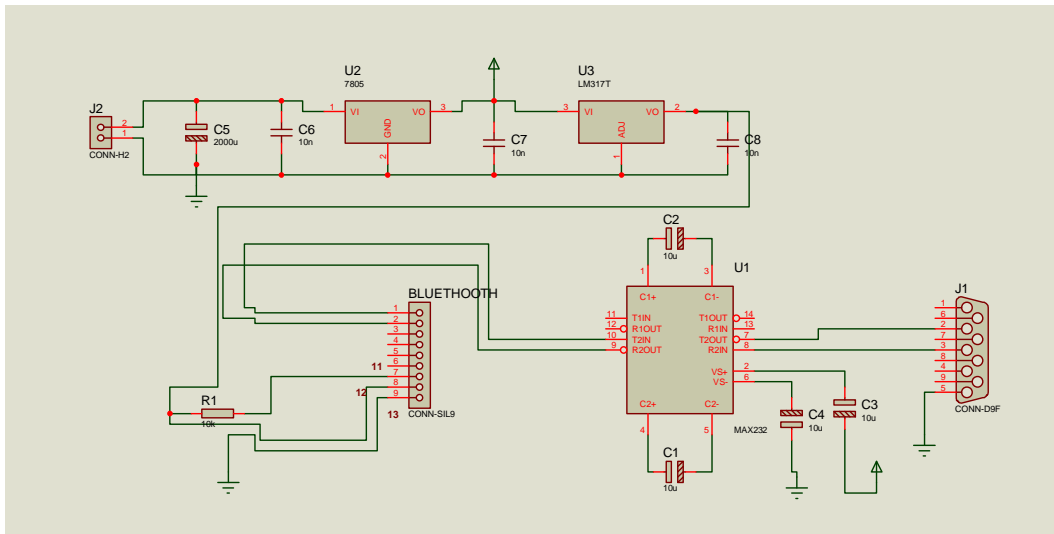 U2
7805
U3
LM317T
J2
2
1
CONN-H2
C5
2000u
C6
10n
1
VI
VO
3
GND
2
C7
10n
3
VI
VO
2
ADJ
1
C8
10n
C2
10u
1
3
U1
C1+
C1-
11
T1IN
T1OUT
14
12
R1OUT
R1IN
13
10
T2IN
T2OUT
7
9
R2OUT
R2IN
8
VS+
2
VS-
6
C2+
C2-
MAX232
4
5
C1
10u
C4
10u
C3
10u
J1
1
6
2
7
3
8
4
9
5
CONN-D9F
BLUETHOOTH
1
2
3
4
5
6
7
8
9
11
12
13
CONN-SIL9
R1
10k